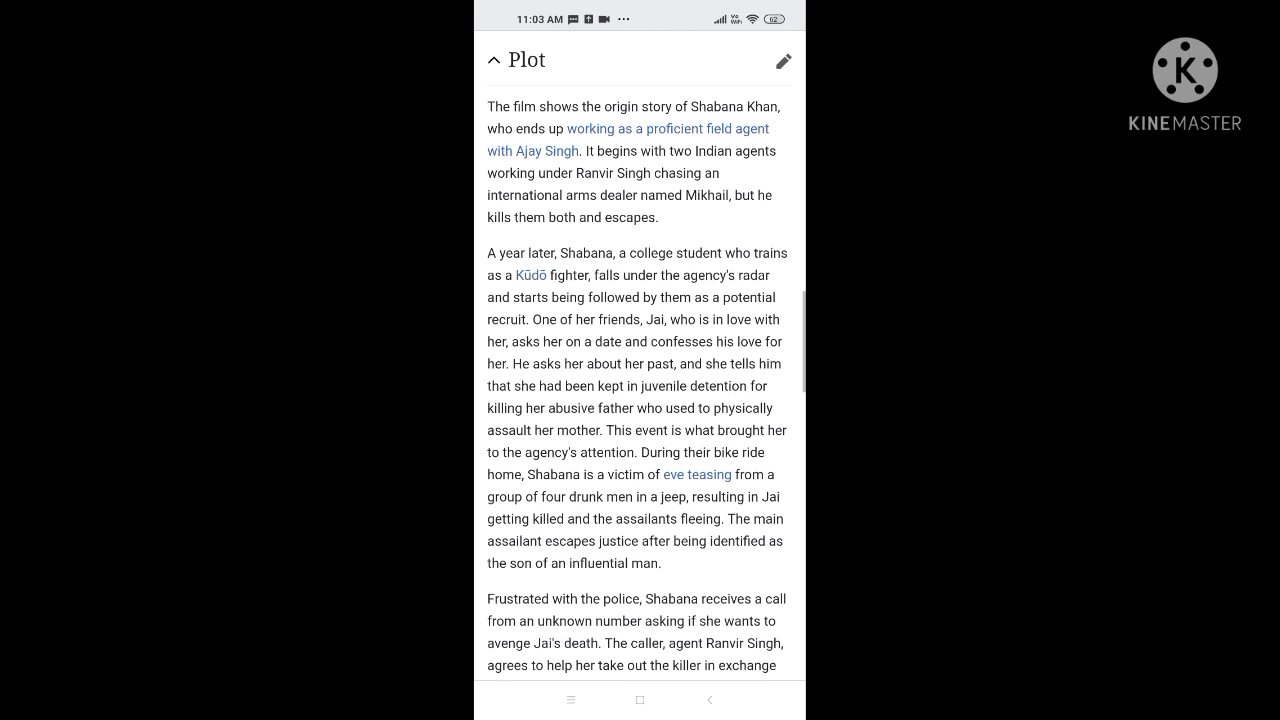 11:03 AM
Vo
WiFi
62
Plot
The film shows the origin story of Shabana Khan,
who ends up working as a proficient field agent
with Ajay Singh. It begins with two Indian agents
working under Ranvir Singh chasing an
international arms dealer named Mikhail, but he
kills them both and escapes.
A year later, Shabana, a college student who trains
as a Kūdō fighter, falls under the agency's radar
and starts being followed by them as a potential
recruit. One of her friends, Jai, who is in love with
her, asks her on a date and confesses his love for
her. He asks her about her past, and she tells him
that she had been kept in juvenile detention for
killing her abusive father who used to physically
assault her mother. This event is what brought her
to the agency's attention. During their bike ride
home, Shabana is a victim of eve teasing from a
group of four drunk men in a jeep, resulting in Jai
getting killed and the assailants fleeing. The main
assailant escapes justice after being identified as
the son of an influential man.
Frustrated with the police, Shabana receives a call
from an unknown number asking if she wants to
avenge Jai's death. The caller, agent Ranvir Singh,
agrees to help her take out the killer in exchange
K
KINEMASTER